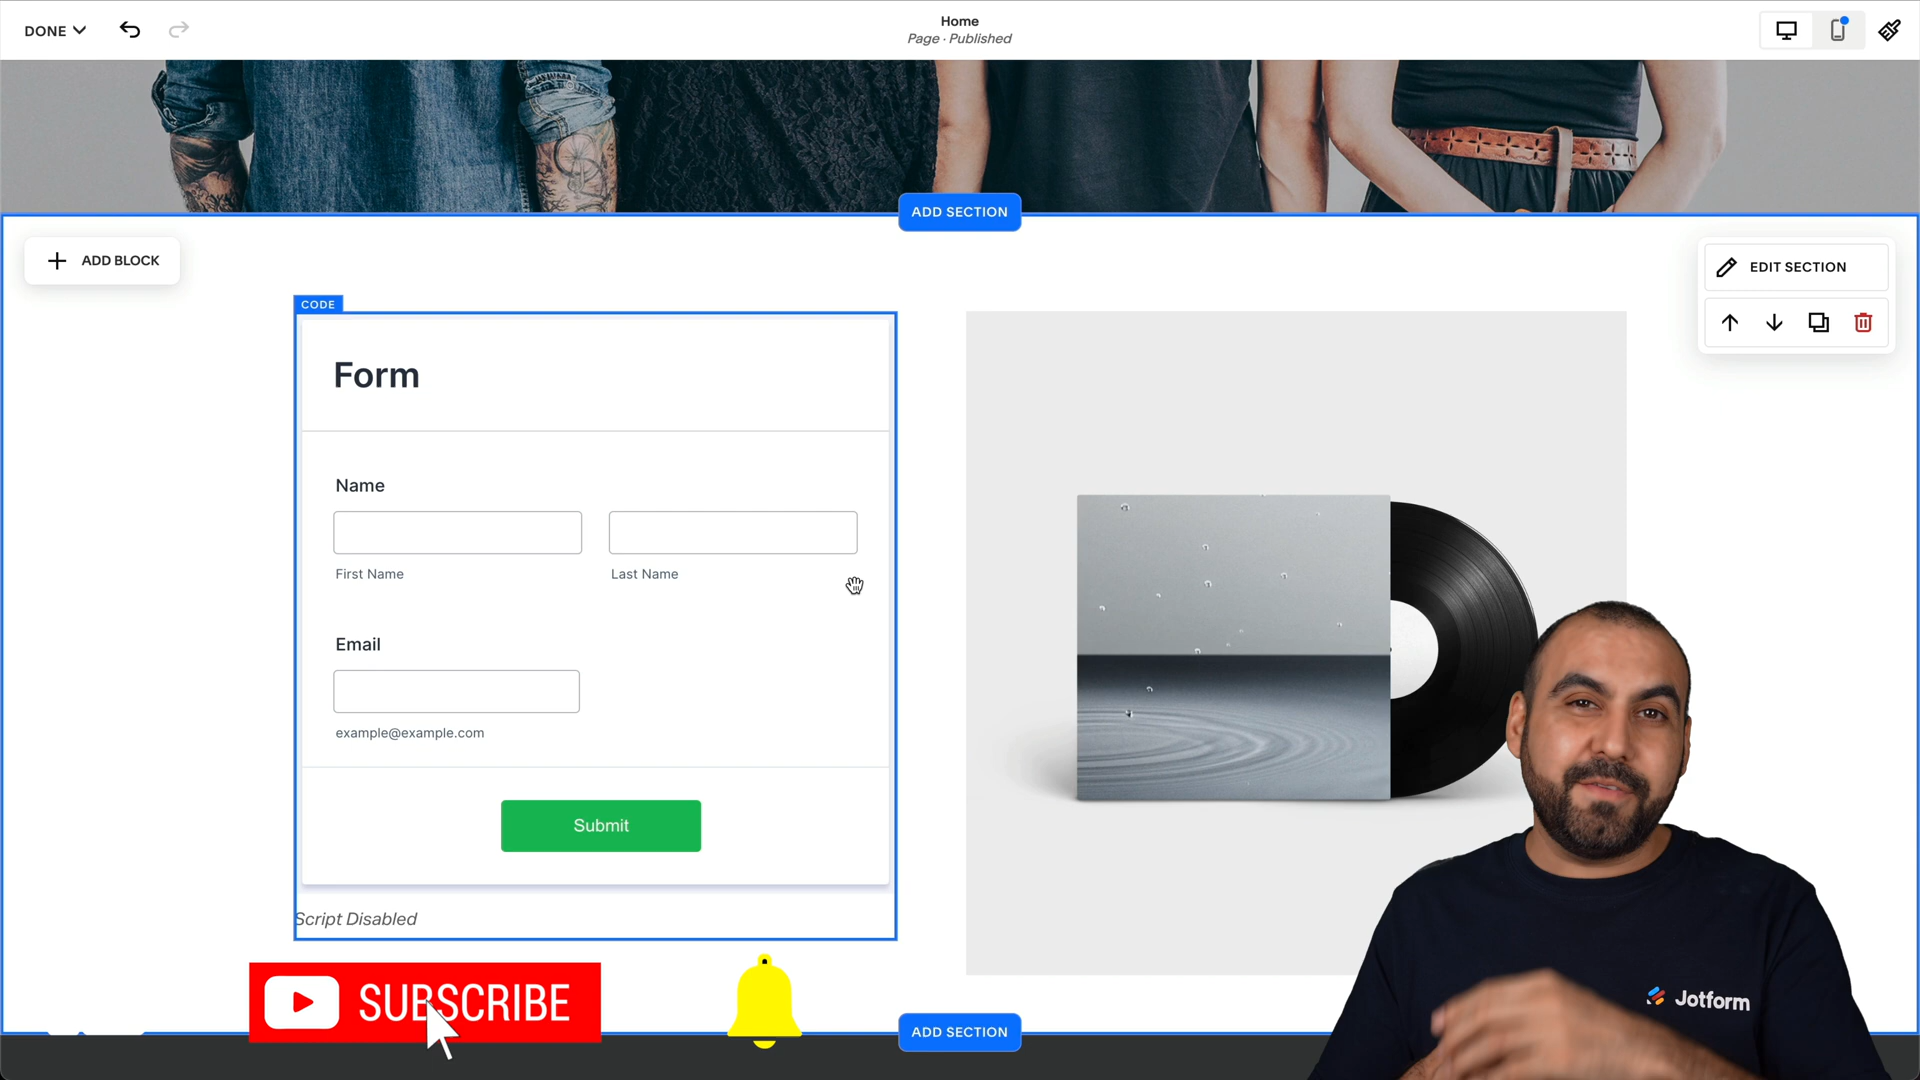 DONE
Home
Page · Published
ADD SECTION
ADD BLOCK
EDIT SECTION
CODE
Form
Name
First Name
Last Name
Email
example@example.com
Submit
Script Disabled
SUBSCRIBE
ADD SECTION
Jotform